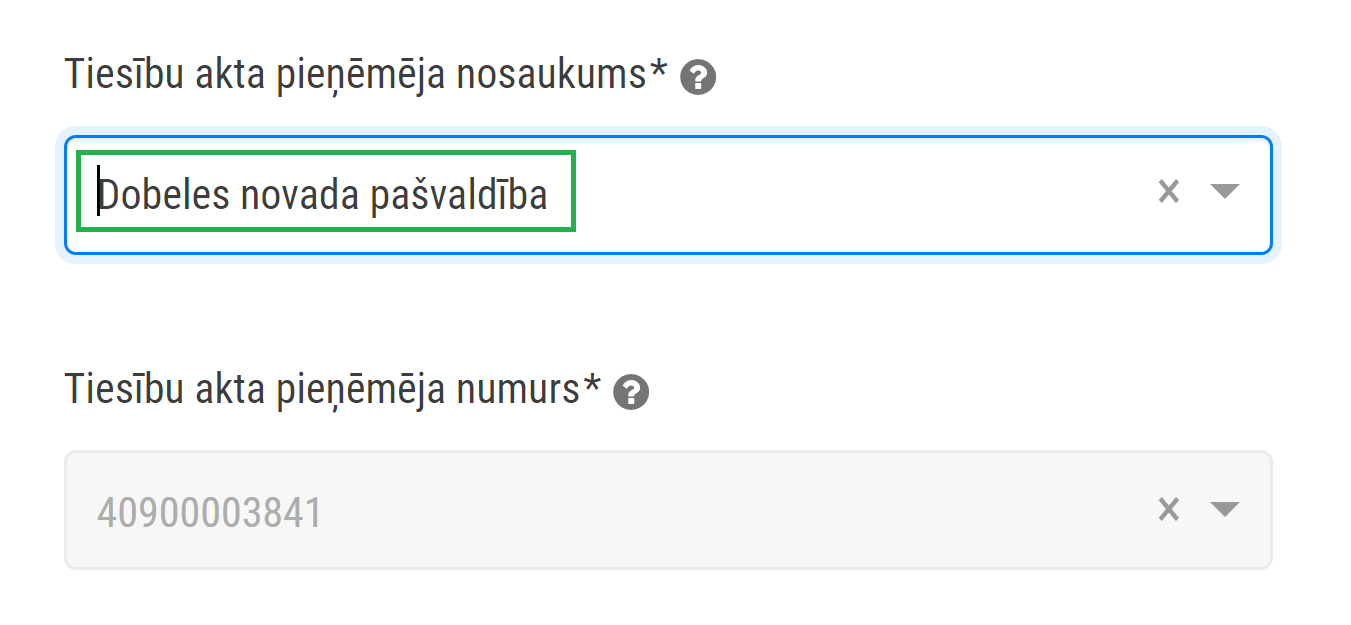 Tiesību akta pieņēmēja nosaukums*
Dobeles novada pašvaldība
Tiesību akta pieņēmēja numurs*
40900003841